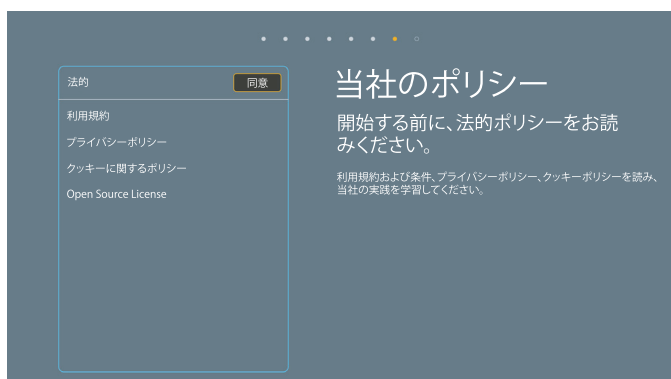 法的
同意
利用規約
プライバシーポリシー
クッキーに関するポリシー
Open Source License
当社のポリシー
開始する前に、法的ポリシーをお読
みください。
利用規約および条件、プライバシーポリシー、クッキーポリシーを読み、
当社の実践を学習してください。